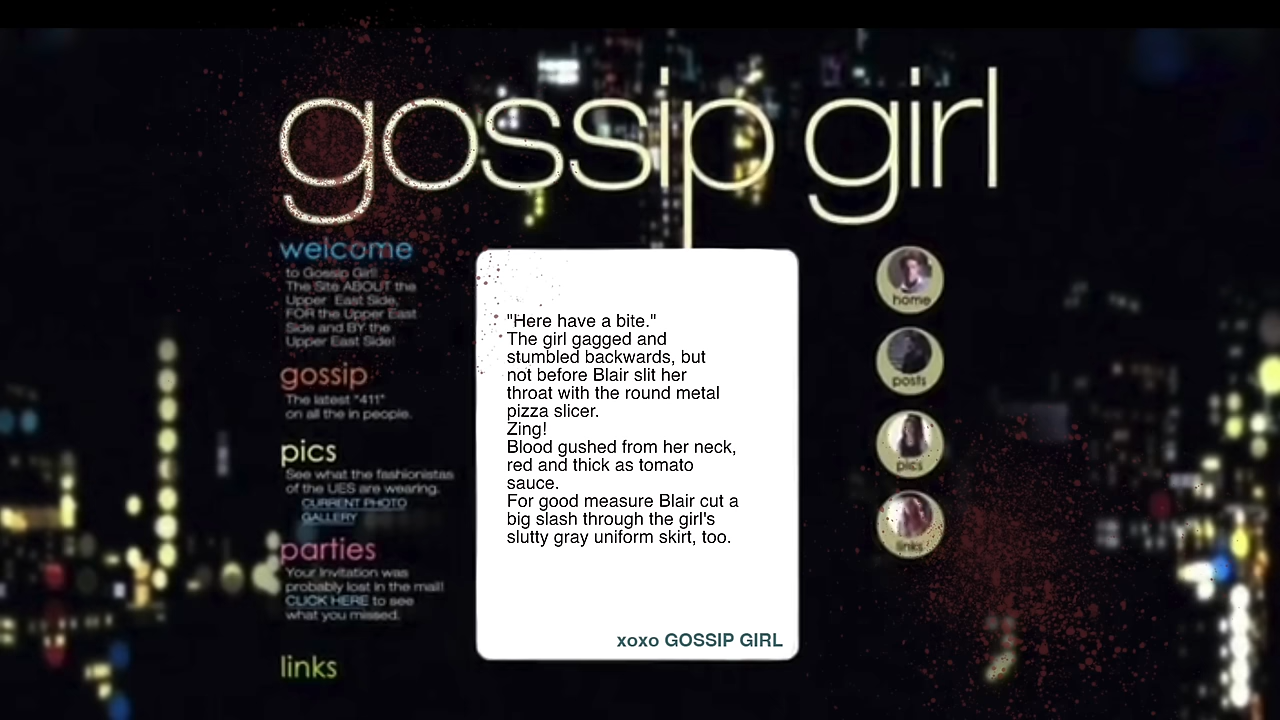 gossip girl
welcome
to Gossip Girl!
The Site ABOUT the
Upper East Side,
FOR the Upper East
Side and BY the
Upper East Side!
gossip
The latest "411"
on all the in people.
pics
See what the fashionistas
of the UES are wearing.
CURRENT PHOTO
GALLERY
parties
Your Invitation was
probably lost in the mail!
CLICK HERE to see
what you missed.
links
"Here have a bite."
The girl gagged and
stumbled backwards, but
not before Blair slit her
throat with the round metal
pizza slicer.
Zing!
Blood gushed from her neck,
red and thick as tomato
sauce.
For good measure Blair cut a
big slash through the girl's
slutty gray uniform skirt, too.
xoxo GOSSIP GIRL
home
posts
pics
links